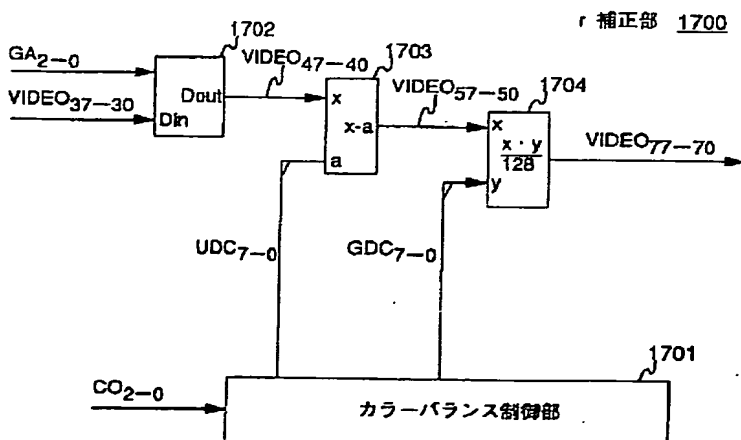 r 補正部 1700
1702
GA2-0
VIDEO47-40
1703
VIDEO37-30
Dout
Din
x
x-a
a
VIDEO57-50
1704
x
x・y
128
y
VIDEO77-70
UDC7-0
GDC7-0
1701
CO2-0
カラーバランス制御部